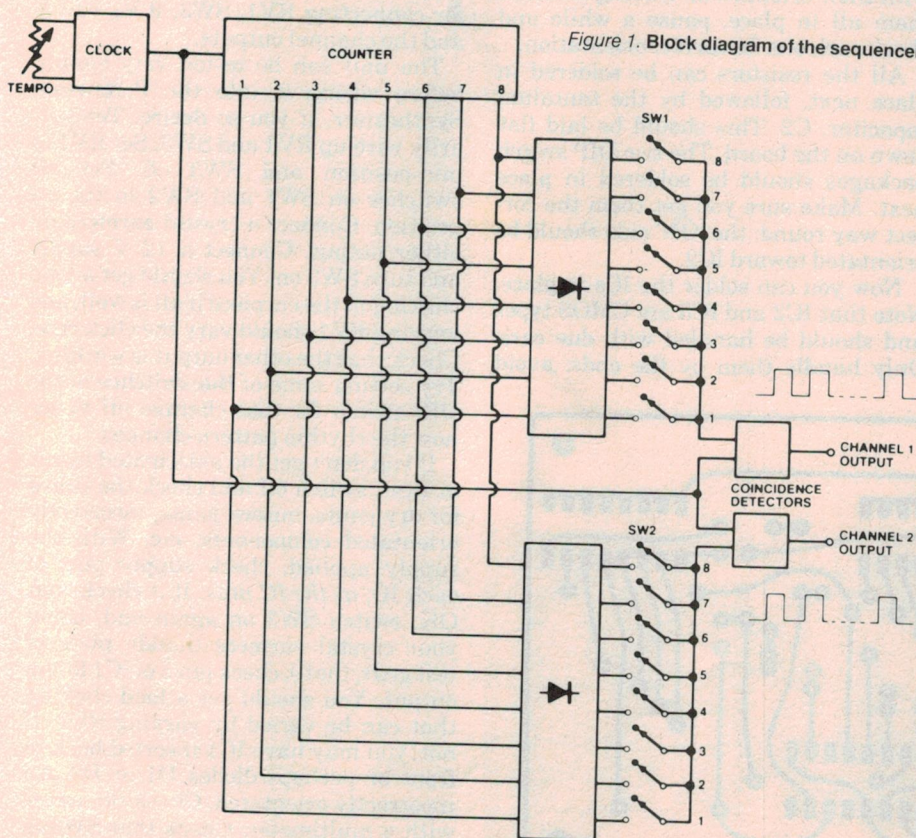 Figure 1. Block diagram of the sequence
CLOCK
TEMPO
COUNTER
1 2 3 4 5 6 7 8
SW1
8
7
6
5
4
3
2
1
CHANNEL 1
OUTPUT
COINCIDENCE
DETECTORS
CHANNEL 2
OUTPUT
SW2
8
7
6
5
4
3
2
1